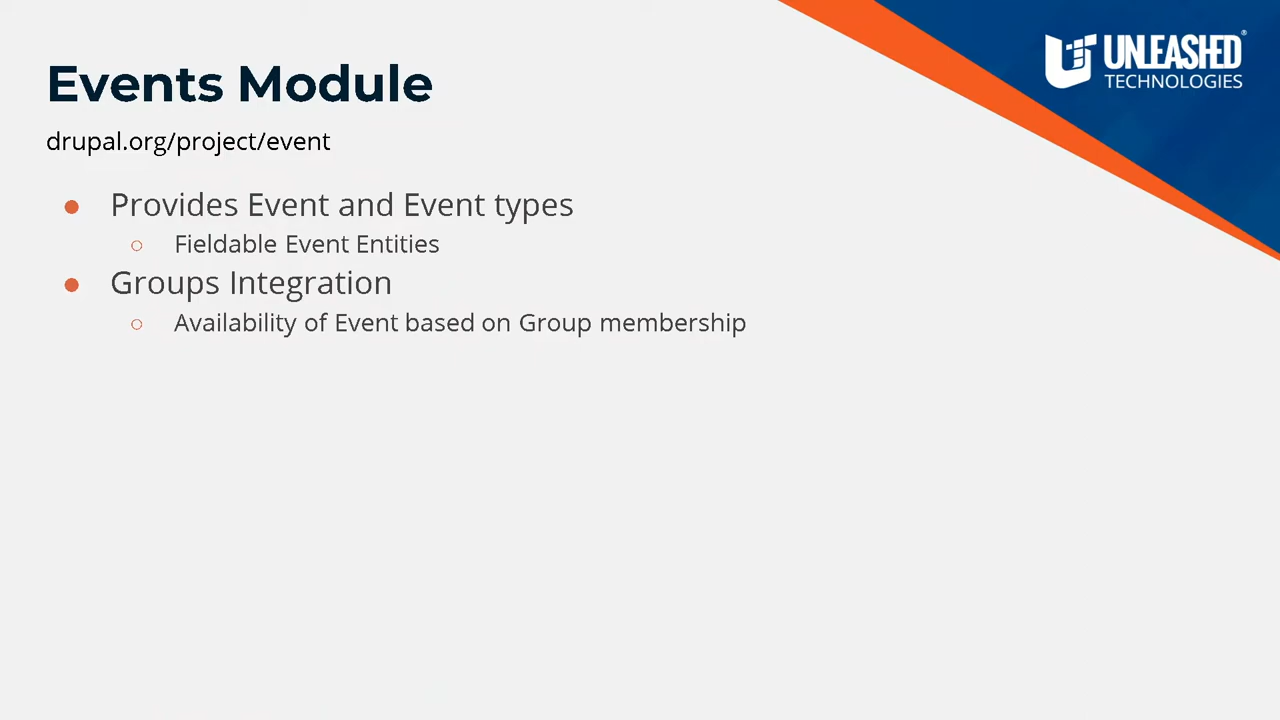 UNLEASHED®
TECHNOLOGIES
Events Module
drupal.org/project/event
● Provides Event and Event types
○ Fieldable Event Entities
● Groups Integration
○ Availability of Event based on Group membership